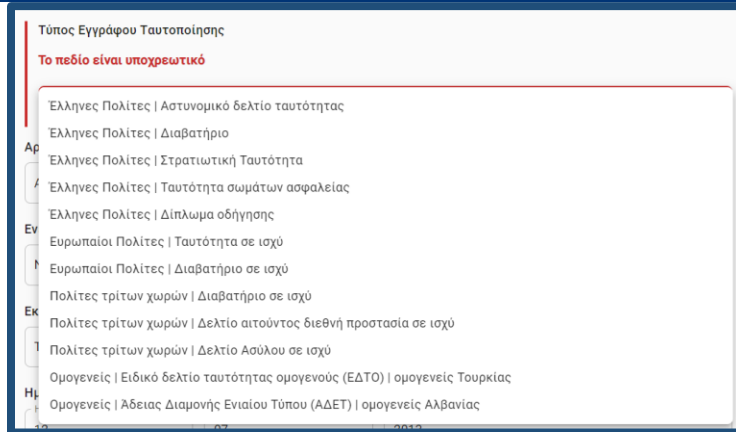 Τύπος Εγγράφου Ταυτοποίησης
Το πεδίο είναι υποχρεωτικό
Έλληνες Πολίτες | Αστυνομικό δελτίο ταυτότητας
Έλληνες Πολίτες | Διαβατήριο
Έλληνες Πολίτες | Στρατιωτική Ταυτότητα
Έλληνες Πολίτες | Ταυτότητα σωμάτων ασφαλείας
Έλληνες Πολίτες | Δίπλωμα οδήγησης
Ευρωπαίοι Πολίτες | Ταυτότητα σε ισχύ
Ευρωπαίοι Πολίτες | Διαβατήριο σε ισχύ
Πολίτες τρίτων χωρών | Διαβατήριο σε ισχύ
Πολίτες τρίτων χωρών | Δελτίο αιτούντος διεθνή προστασία σε ισχύ
Πολίτες τρίτων χωρών | Δελτίο Ασύλου σε ισχύ
Ομογενείς | Ειδικό δελτίο ταυτότητας ομογενούς (ΕΔΤΟ) | ομογενείς Τουρκίας
Ομογενείς | Άδειας Διαμονής Ενιαίου Τύπου (ΑΔΕΤ) | ομογενείς Αλβανίας